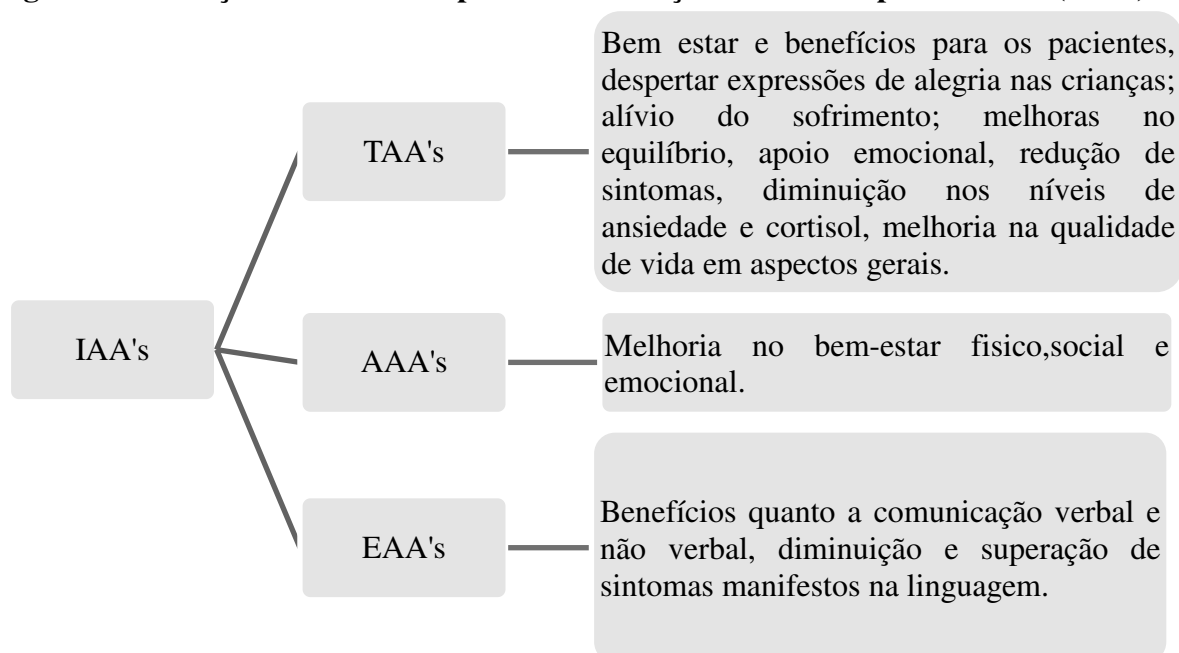 Bem estar e benefícios para os pacientes,
despertar expressões de alegria nas crianças;
alívio do sofrimento; melhoras no
equilíbrio, apoio emocional, redução de
sintomas, diminuição nos níveis de
ansiedade e cortisol, melhoria na qualidade
de vida em aspectos gerais.
TAA's
IAA's
AAA's
Melhoria no bem-estar fisico,social e
emocional.
EAA's
Benefícios quanto a comunicação verbal e
não verbal, diminuição e superação de
sintomas manifestos na linguagem.